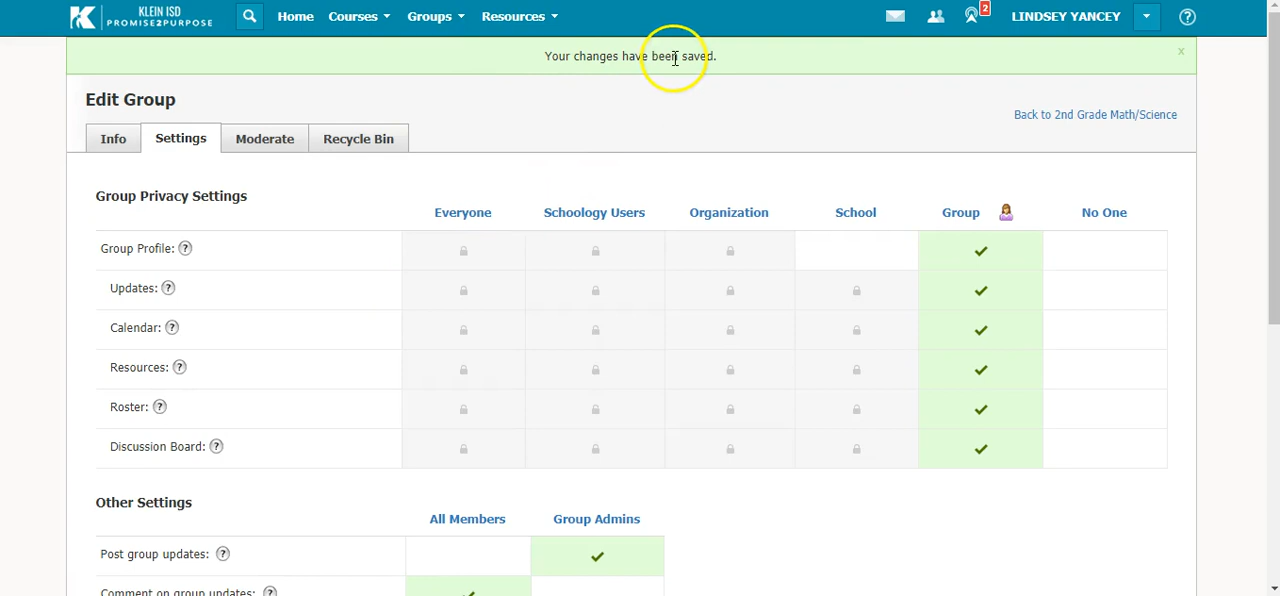 KLEIN ISD
PROMISE2PURPOSE
Home Courses Groups Resources
2
LINDSEY YANCEY
?
Your changes have been saved.
x
Edit Group
Back to 2nd Grade Math/Science
Info Settings Moderate Recycle Bin
Group Privacy Settings
Everyone Schoology Users Organization School Group No One
Group Profile: ?
Updates: ?
Calendar: ?
Resources: ?
Roster: ?
Discussion Board: ?
Other Settings
All Members Group Admins
Post group updates: ?
Comment on group updates: ?